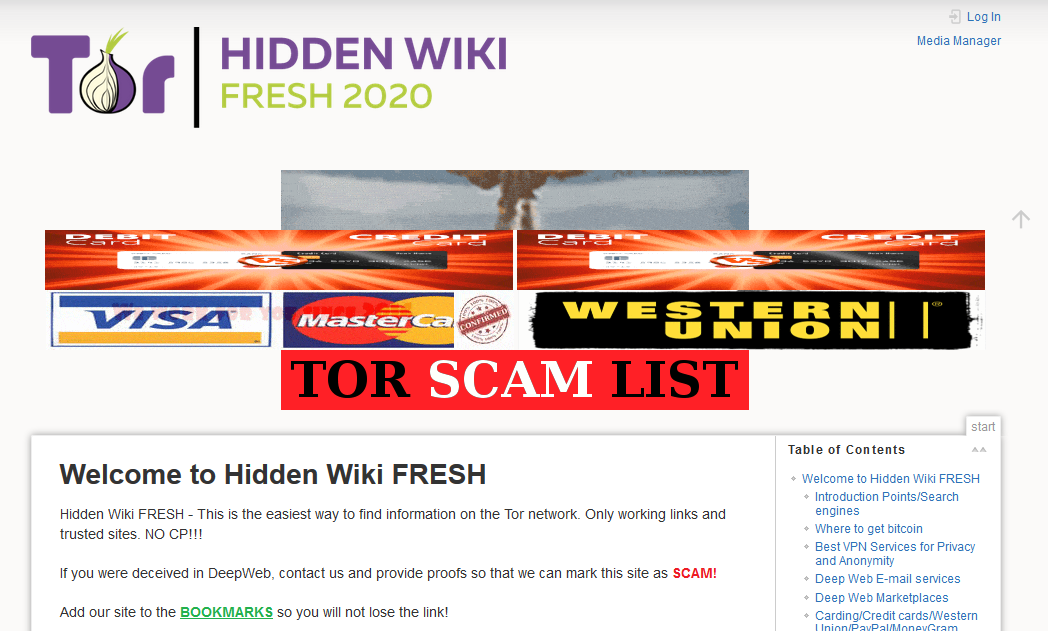 Log In
Media Manager
Tor
HIDDEN WIKI
FRESH 2020
DEBIT Card CREDIT Card
DEBIT Card CREDIT Card
VISA
MasterCa
CONFIRMED
WESTERN
UNION
®
TOR SCAM LIST
start
Welcome to Hidden Wiki FRESH
Hidden Wiki FRESH - This is the easiest way to find information on the Tor network. Only working links and
trusted sites. NO CP!!!
If you were deceived in DeepWeb, contact us and provide proofs so that we can mark this site as SCAM!
Add our site to the BOOKMARKS so you will not lose the link!
Table of Contents
Welcome to Hidden Wiki FRESH
Introduction Points/Search
engines
Where to get bitcoin
Best VPN Services for Privacy
and Anonymity
Deep Web E-mail services
Deep Web Marketplaces
Carding/Credit cards/Western
Union/PayPal/MoneyGram